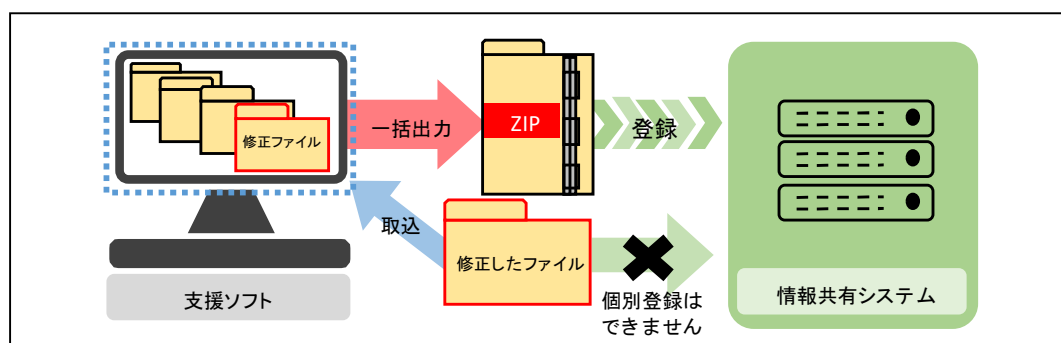 修正ファイル
一括出力
ZIP
登録
取込
修正したファイル
個別登録は
できません
支援ソフト
情報共有システム